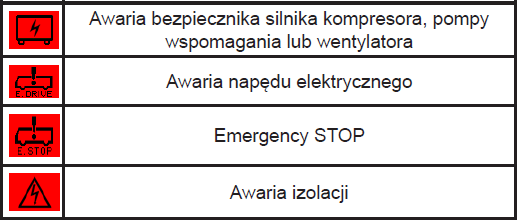 Awaria bezpiecznika silnika kompresora, pompy
wspomagania lub wentylatora
E.DRIVE
Awaria napędu elektrycznego
E.STOP
Emergency STOP
Awaria izolacji